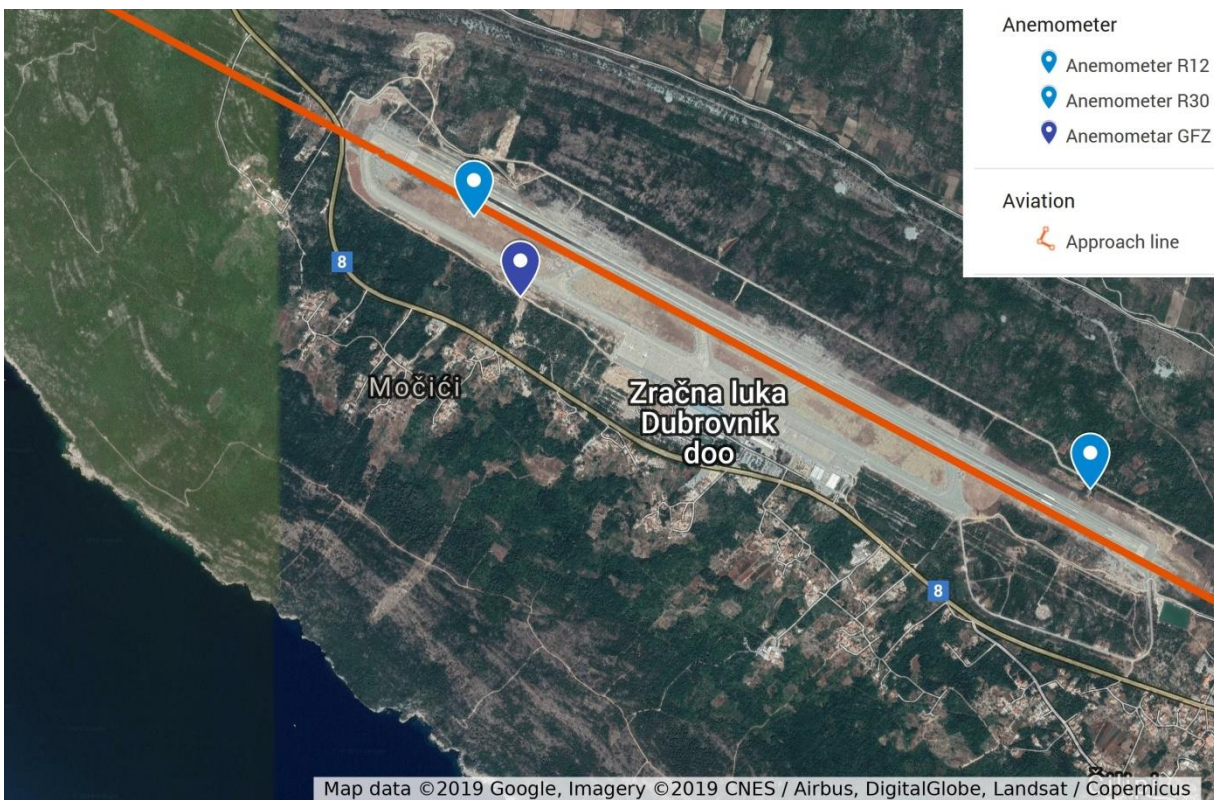 Anemometer
Anemometer R12
Anemometer R30
Anemometar GFZ
Aviation
Approach line
8
Močići
Zračna luka
Dubrovnik
doo
8
Čilipi
Map data ©2019 Google, Imagery ©2019 CNES / Airbus, DigitalGlobe, Landsat / Copernicus